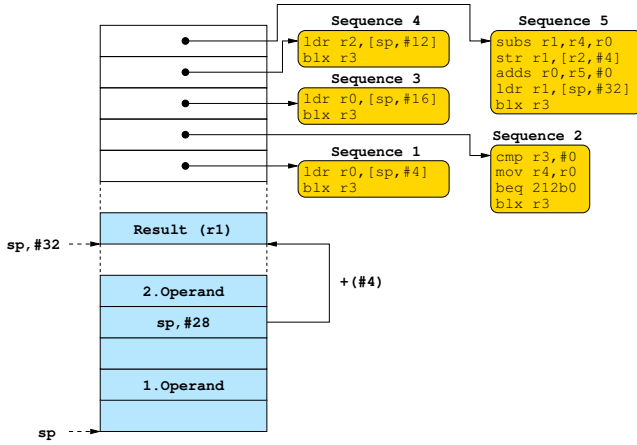 Sequence 4
ldr r2,[sp,#12]
blx r3
Sequence 5
subs r1,r4,r0
str r1,[r2,#4]
adds r0,r5,#0
ldr r1,[sp,#32]
blx r3
Sequence 3
ldr r0,[sp,#16]
blx r3
Sequence 2
cmp r3,#0
mov r4,r0
beq 212b0
blx r3
Sequence 1
ldr r0,[sp,#4]
blx r3
Result (r1)
sp,#32
+(#4)
2.Operand
sp,#28
1.Operand
sp